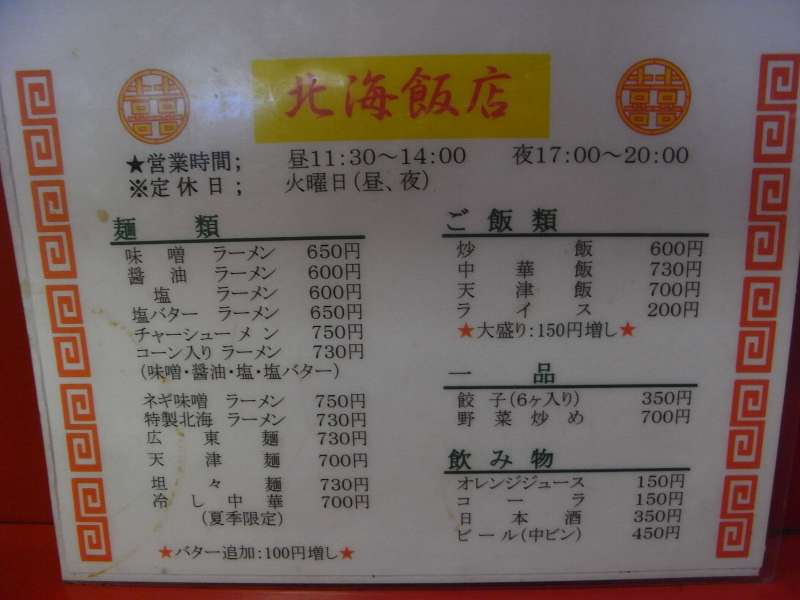 北海飯店
★営業時間; 昼11:30～14:00 夜17:00～20:00
※定休日; 火曜日(昼、夜)
麺類
味噌ラーメン 650円
醤油ラーメン 600円
塩ラーメン 600円
塩バターラーメン 650円
チャーシューメン 750円
コーン入りラーメン 730円
(味噌・醤油・塩・塩バター)
ネギ味噌ラーメン 750円
特製北海ラーメン 730円
広東麺 730円
天津麺 700円
坦々麺 730円
冷し中華 700円
(夏季限定)
★バター追加:100円増し★
ご飯類
炒飯 600円
中華飯 730円
天津飯 700円
ライス 200円
★大盛り:150円増し★
一品
餃子(6ヶ入り) 350円
野菜炒め 700円
飲み物
オレンジジュース 150円
コーラ 150円
日本酒 350円
ビール(中ビン) 450円